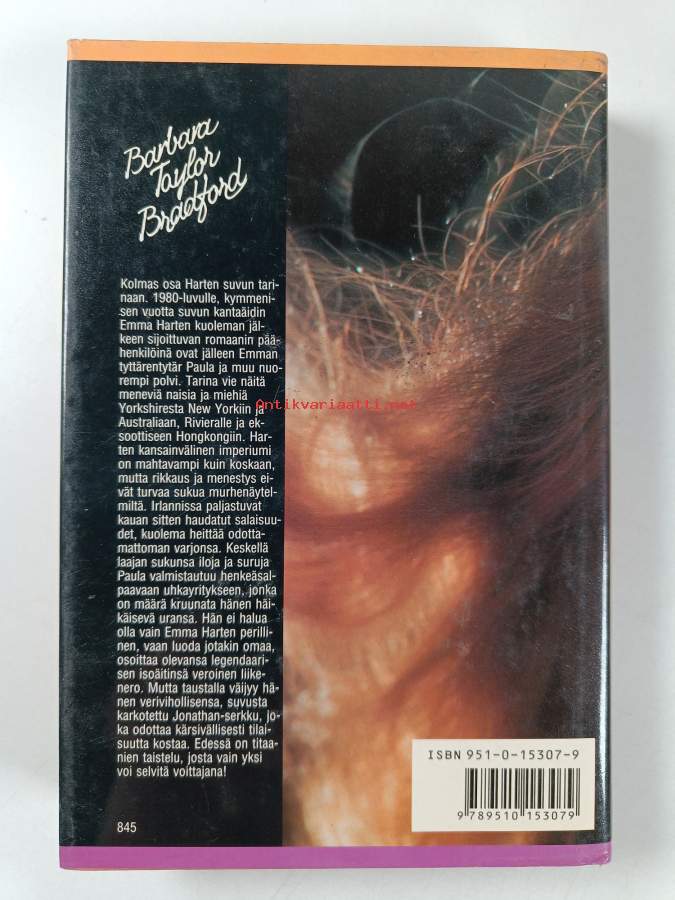 Barbara
Taylor
Bradford
Kolmas osa Harten suvun tari-
naan. 1980-luvulle, kymmeni-
sen vuotta suvun kantaäidin
Emma Harten kuoleman jäl-
keen sijoittuvan romaanin pää-
henkilöinä ovat jälleen Emman
tyttärentytär Paula ja muu nuo-
rempi polvi. Tarina vie näitä
meneviä naisia ja miehiä
Yorkshiresta New Yorkiin ja
Australiaan, Rivieralle ja ek-
soottiseen Hongkongiin. Har-
ten kansainvälinen imperiumi
on mahtavampi kuin koskaan,
mutta rikkaus ja menestys ei-
vät turvaa sukua murhenäytel-
miltä. Irlannissa paljastuvat
kauan sitten haudatut salaisuu-
det, kuolema heittää odotta-
mattoman varjonsa. Keskellä
laajan sukunsa iloja ja suruja
Paula valmistautuu henkeäsal-
paavaan uhkayritykseen, jonka
on määrä kruunata hänen häi-
käisevä uransa. Hän ei halua
olla vain Emma Harten perilli-
nen, vaan luoda jotakin omaa,
osoittaa olevansa legendaari-
sen isoäitinsä veroinen liike-
nero. Mutta taustalla väijyy hä-
nen verivihollisensa, suvusta
karkotettu Jonathan-serkku, jo-
ka odottaa kärsivällisesti tilai-
suutta kostaa. Edessä on titaa-
nien taistelu, josta vain yksi
voi selvitä voittajana!
845
Antikvariaatti.net
ISBN 951-0-15307-9
9 789510 153079